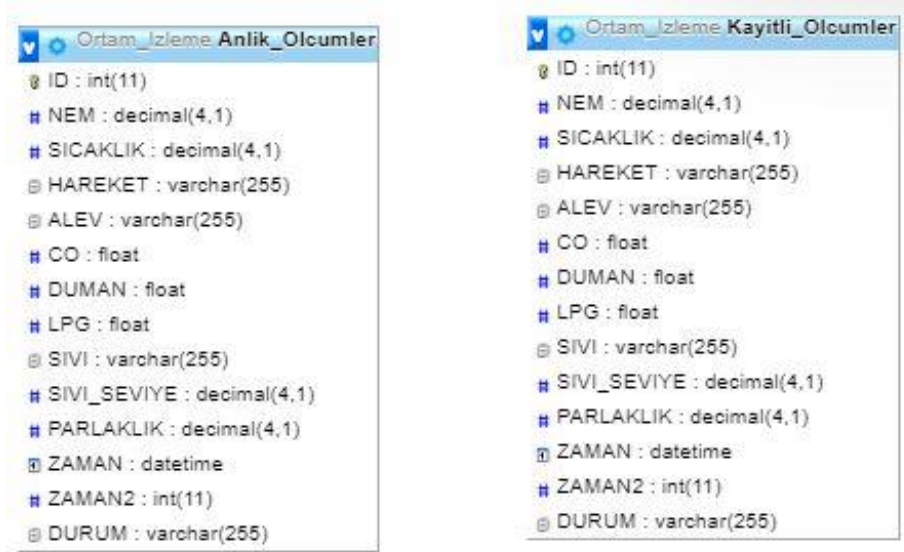 Ortam_Izleme Anlik_Olcumler
ID : int(11)
NEM : decimal(4,1)
SICAKLIK : decimal(4,1)
HAREKET : varchar(255)
ALEV : varchar(255)
CO : float
DUMAN : float
LPG : float
SIVI : varchar(255)
SIVI_SEVIYE : decimal(4,1)
PARLAKLIK : decimal(4,1)
ZAMAN : datetime
ZAMAN2 : int(11)
DURUM : varchar(255)
Ortam_Izleme Kayitli_Olcumler
ID : int(11)
NEM : decimal(4,1)
SICAKLIK : decimal(4,1)
HAREKET : varchar(255)
ALEV : varchar(255)
CO : float
DUMAN : float
LPG : float
SIVI : varchar(255)
SIVI_SEVIYE : decimal(4,1)
PARLAKLIK : decimal(4,1)
ZAMAN : datetime
ZAMAN2 : int(11)
DURUM : varchar(255)